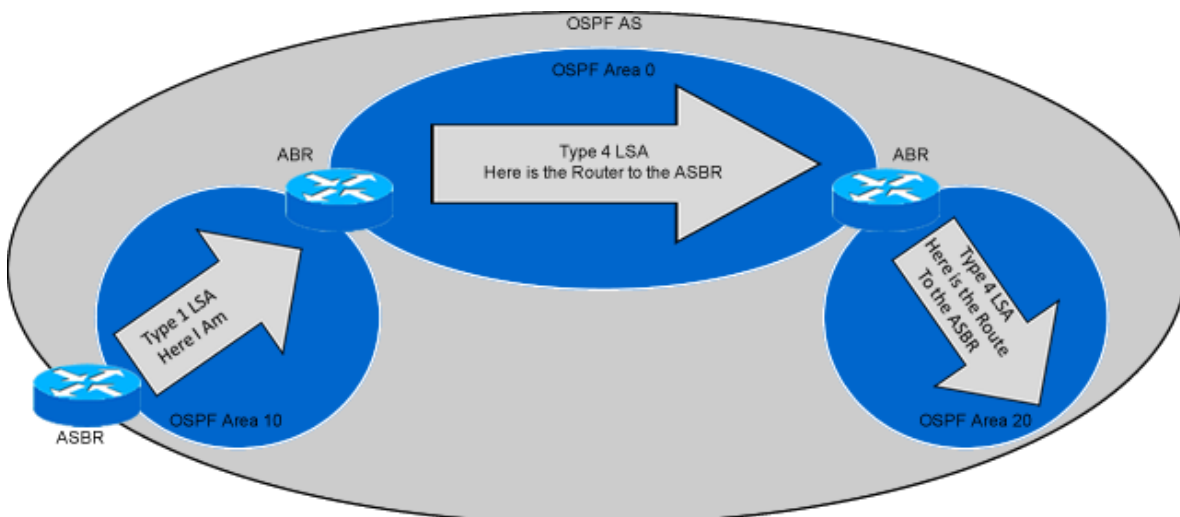 OSPF AS
OSPF Area 0
ABR
Type 4 LSA
Here is the Router to the ASBR
ABR
Type 1 LSA
Here I Am
Type 4 LSA
Here is the Route
To the ASBR
OSPF Area 10
OSPF Area 20
ASBR